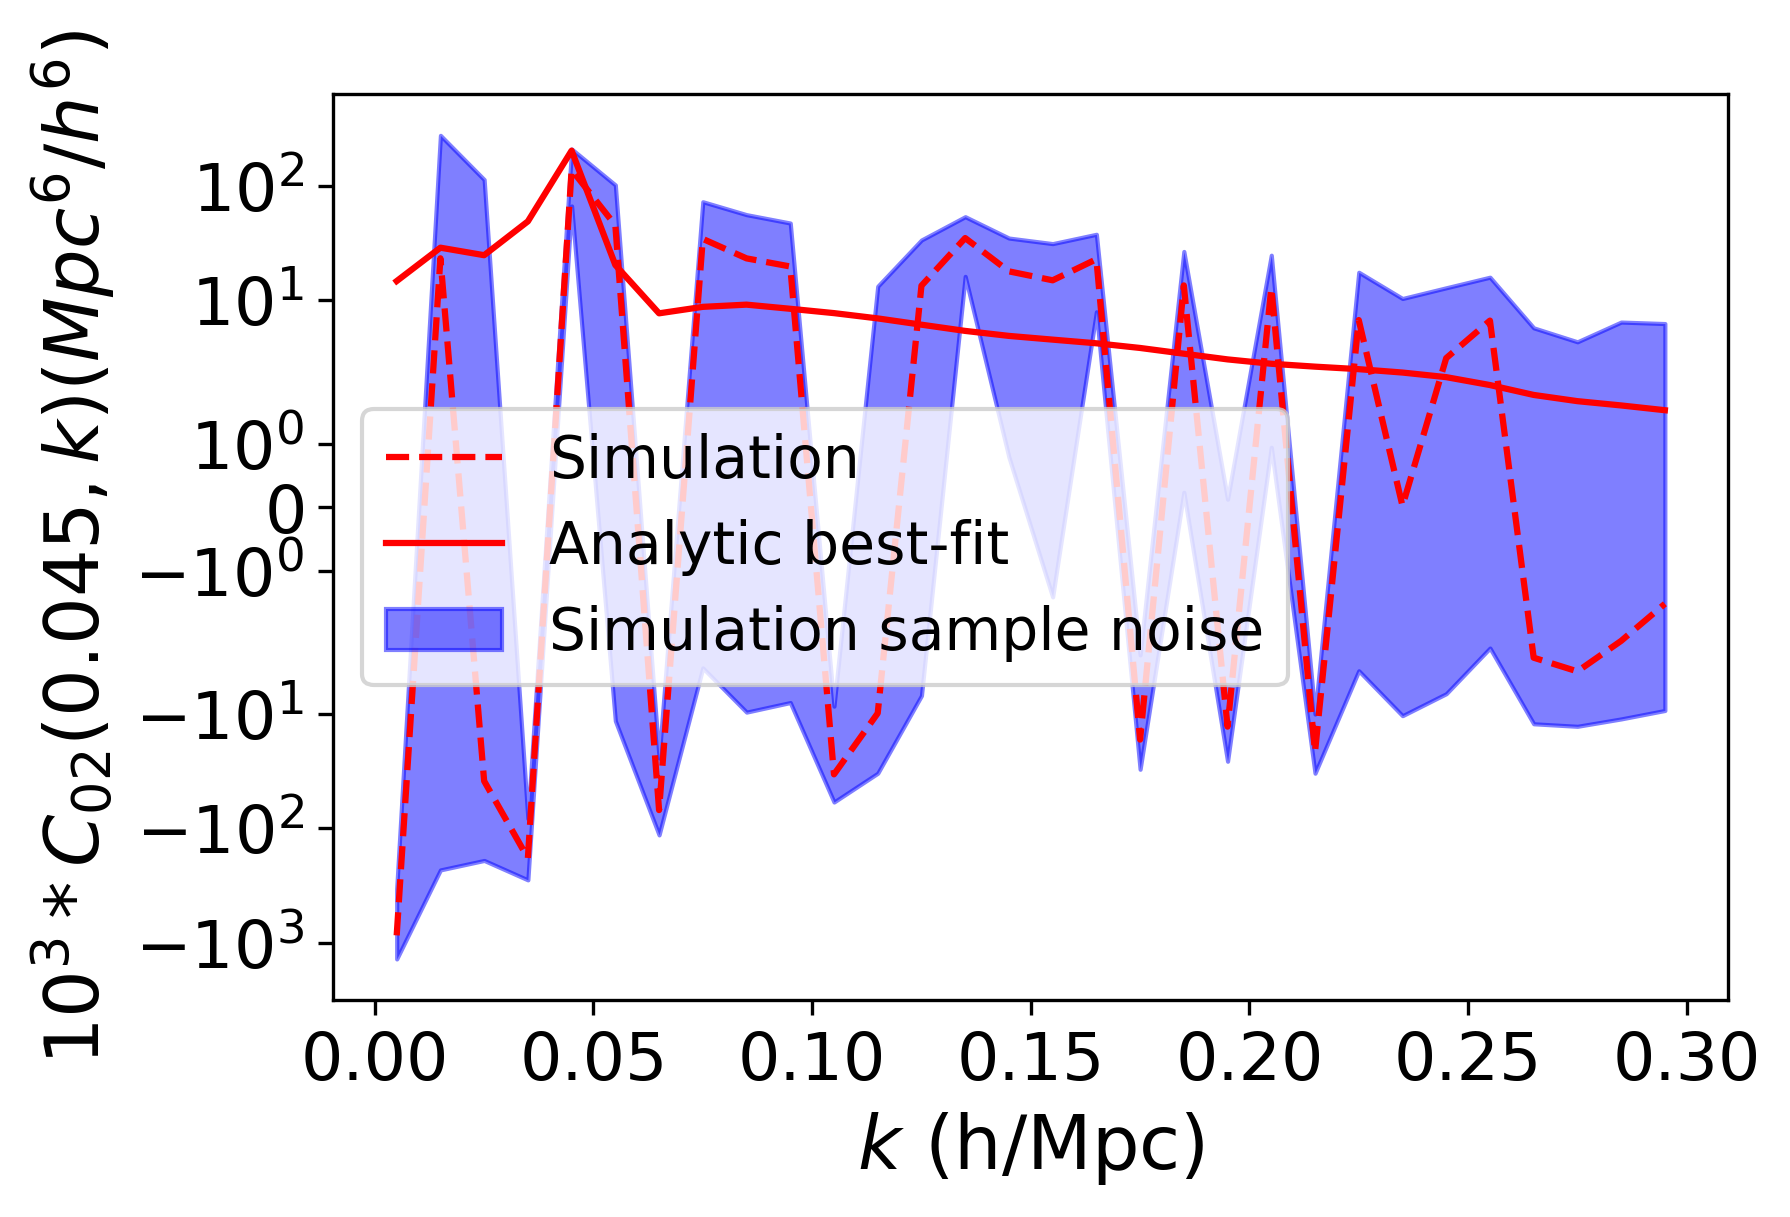 10³ * C₀₂(0.045, k)(Mpc⁶/h⁶)
10²
10¹
10⁰
0
−10⁰
−10¹
−10²
−10³
Simulation
Analytic best-fit
Simulation sample noise
0.00 0.05 0.10 0.15 0.20 0.25 0.30
k (h/Mpc)